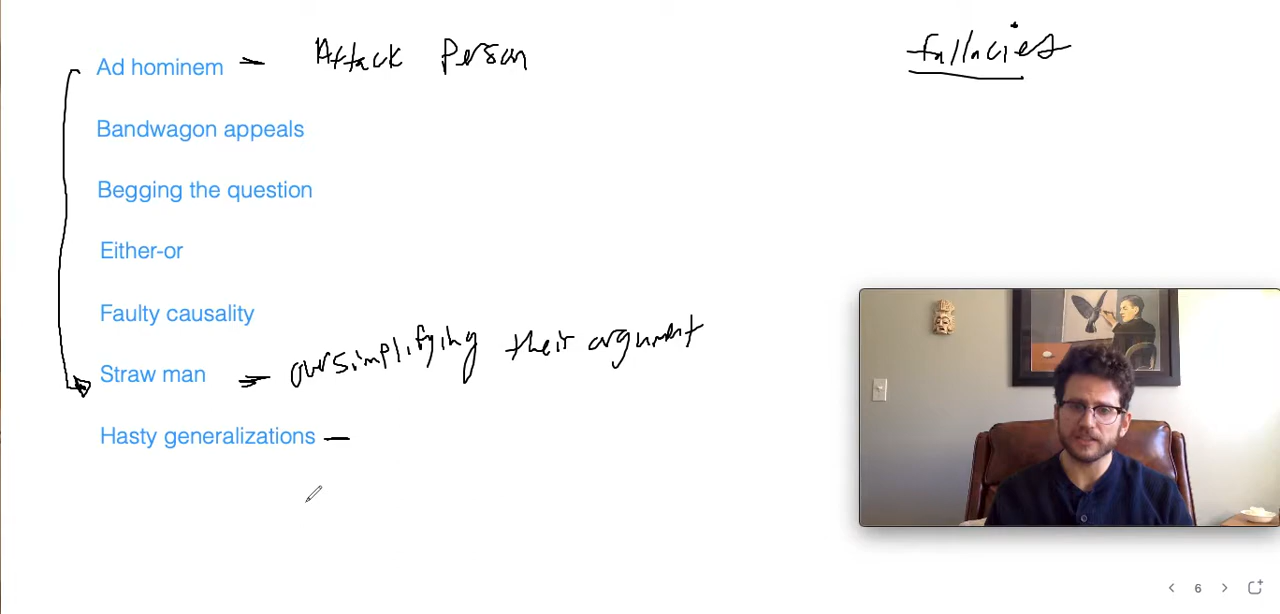 fallacies
Ad hominem – Attack Person
Bandwagon appeals
Begging the question
Either-or
Faulty causality
Straw man – oversimplifying their argument
Hasty generalizations –
6